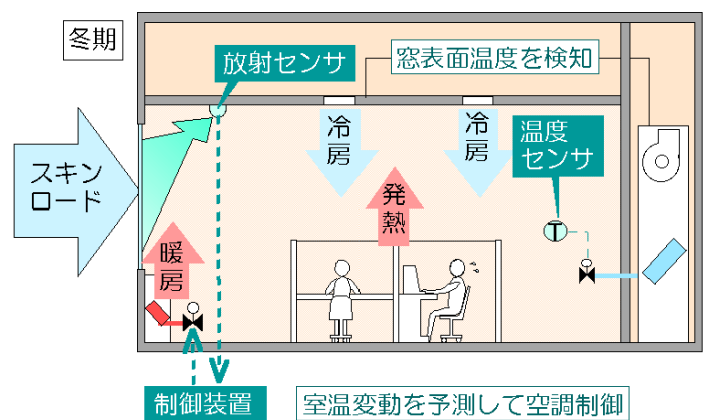 冬期
放射センサ
窓表面温度を検知
冷房
冷房
温度
センサ
スキン
ロード
発熱
暖房
T
制御装置
室温変動を予測して空調制御